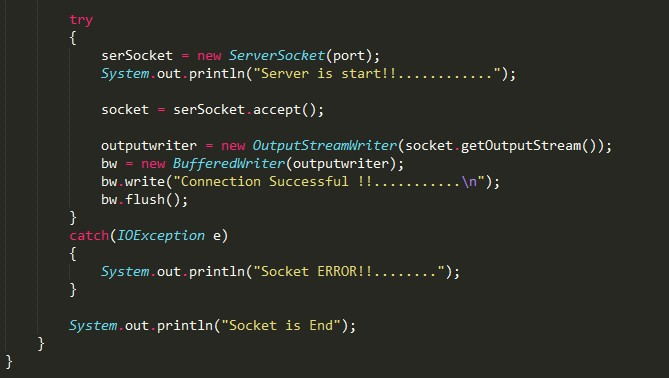 try
{
serSocket = new ServerSocket(port);
System.out.println("Server is start!!............");
socket = serSocket.accept();
outputwriter = new OutputStreamWriter(socket.getOutputStream());
bw = new BufferedWriter(outputwriter);
bw.write("Connection Successful !!...........\n");
bw.flush();
}
catch(IOException e)
{
System.out.println("Socket ERROR!!........");
}
System.out.println("Socket is End");
}
}